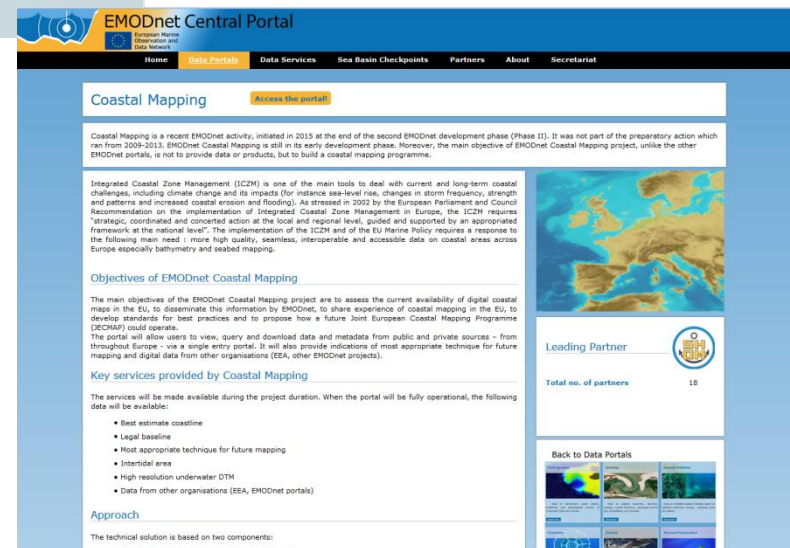 EMODnet Central Portal
European Marine
Observation and
Data Network
Home Data Portals Data Services Sea Basin Checkpoints Partners About Secretariat
Coastal Mapping
Access the portal!
Coastal Mapping is a recent EMODnet activity, initiated in 2015 at the end of the second EMODnet development phase (Phase II). It was not part of the preparatory action which
ran from 2009-2013. EMODnet Coastal Mapping is still in its early development phase. Moreover, the main objective of EMODnet Coastal Mapping project, unlike the other
EMODnet portals, is not to provide data or products, but to build a coastal mapping programme.
Integrated Coastal Zone Management (ICZM) is one of the main tools to deal with current and long-term coastal
challenges, including climate change and its impacts (for instance sea-level rise, changes in storm frequency, strength
and patterns and increased coastal erosion and flooding). As stressed in 2002 by the European Parliament and Council
Recommendation on the implementation of Integrated Coastal Zone Management in Europe, the ICZM requires
"strategic, coordinated and concerted action at the local and regional level, guided and supported by an appropriated
framework at the national level". The implementation of the ICZM and of the EU Marine Policy requires a response to
the following main need : more high quality, seamless, interoperable and accessible data on coastal areas across
Europe especially bathymetry and seabed mapping.
Objectives of EMODnet Coastal Mapping
The main objectives of the EMODnet Coastal Mapping project are to assess the current availability of digital coastal
maps in the EU, to disseminate this information by EMODnet, to share experience of coastal mapping in the EU, to
develop standards for best practices and to propose how a future Joint European Coastal Mapping Programme
(JECMAP) could operate.
The portal will allow users to view, query and download data and metadata from public and private sources – from
throughout Europe - via a single entry portal. It will also provide indications of most appropriate technique for future
mapping and digital data from other organisations (EEA, other EMODnet projects).
Key services provided by Coastal Mapping
The services will be made available during the project duration. When the portal will be fully operational, the following
data will be available:
• Best estimate coastline
• Legal baseline
• Most appropriate technique for future mapping
• Intertidal area
• High resolution underwater DTM
• Data from other organisations (EEA, EMODnet portals)
Approach
The technical solution is based on two components:
Leading Partner
SHOM
Total no. of partners 18
Back to Data Portals